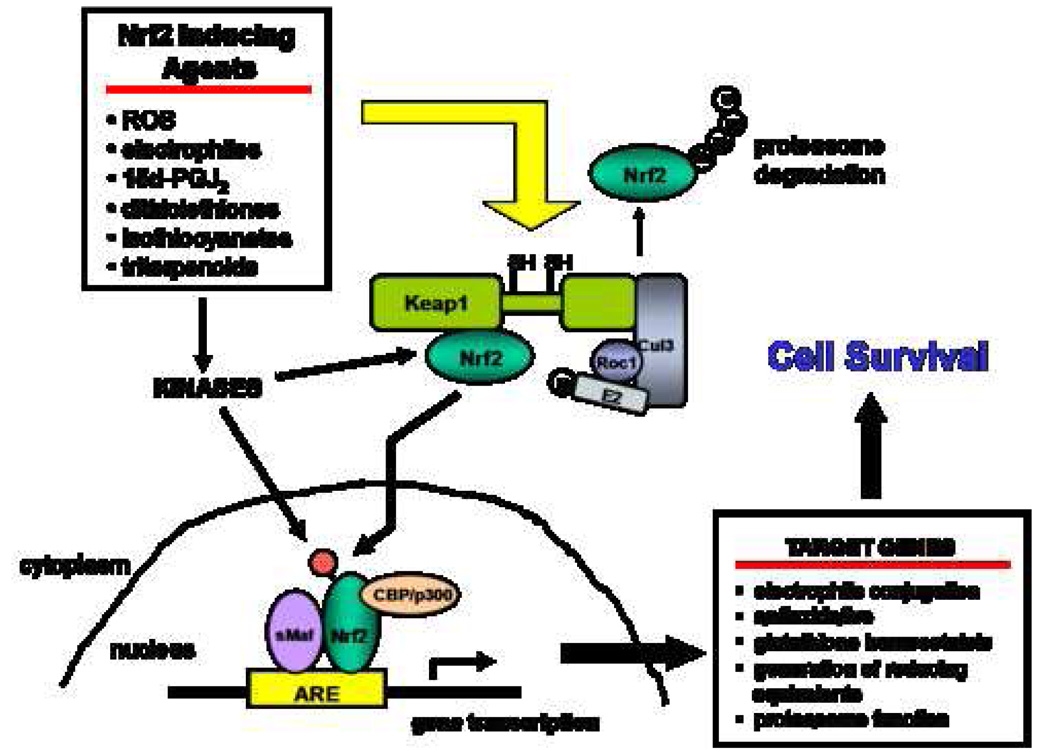 Nrf2 Inducing
Agents
• ROS
• electrophiles
• 15d-PGJ2
• dithiolethiones
• isothiocyanates
• triterpenoids
proteasome
degradation
Nrf2
SH SH
Keap1
Nrf2
Cul3
Roc1
E2
KINASES
Cell Survival
cytoplasm
nucleus
CBP/p300
sMaf
Nrf2
ARE
gene transcription
TARGET GENES
▪ electrophile conjugation
▪ antioxidative
▪ glutathione homeostasis
▪ generation of reducing
equivalents
▪ proteasome function